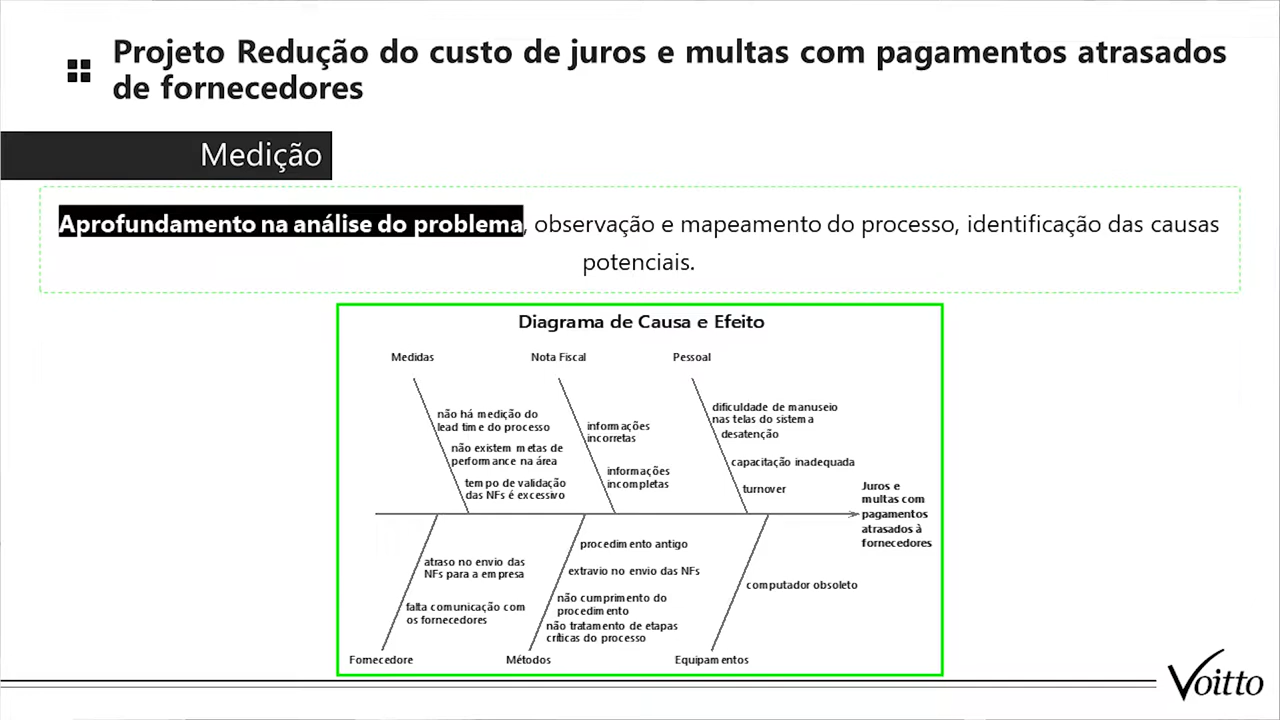 Projeto Redução do custo de juros e multas com pagamentos atrasados
de fornecedores
Medição
Aprofundamento na análise do problema, observação e mapeamento do processo, identificação das causas
potenciais.
Diagrama de Causa e Efeito
Medidas
Nota Fiscal
Pessoal
não há medição do
lead time do processo
não existem metas de
performance na área
tempo de validação
das NFs é excessivo
informações
incorretas
informações
incompletas
dificuldade de manuseio
nas telas do sistema
desatenção
capacitação inadequada
turnover
Juros e
multas com
pagamentos
atrasados à
fornecedores
atraso no envio das
NFs para a empresa
falta comunicação com
os fornecedores
procedimento antigo
extravio no envio das NFs
não cumprimento do
procedimento
não tratamento de etapas
críticas do processo
computador obsoleto
Fornecedore
Métodos
Equipamentos
Voitto